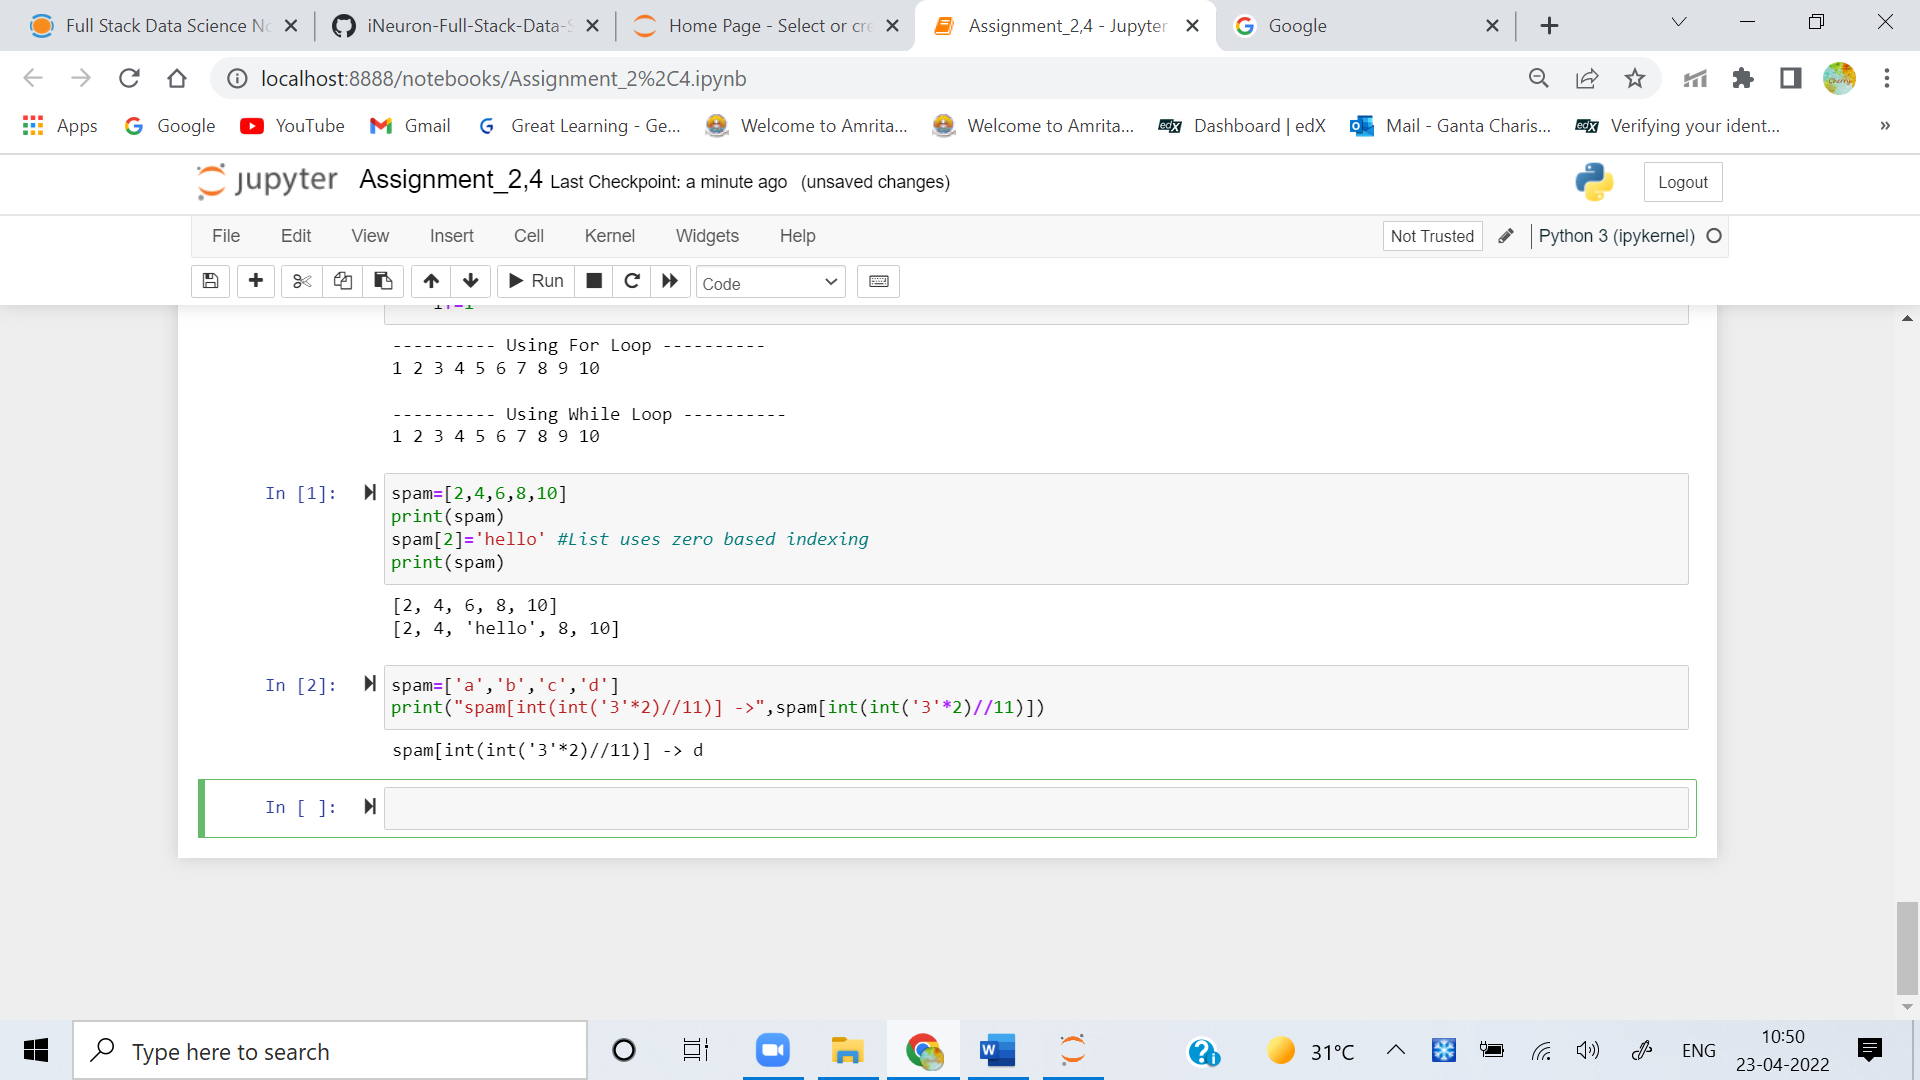 Full Stack Data Science No
iNeuron-Full-Stack-Data-S
Home Page - Select or cre
Assignment_2,4 - Jupyter
Google
localhost:8888/notebooks/Assignment_2%2C4.ipynb
Apps
Google
YouTube
Gmail
Great Learning - Ge...
Welcome to Amrita...
Welcome to Amrita...
Dashboard | edX
Mail - Ganta Charis...
Verifying your ident...
»
jupyter Assignment_2,4 Last Checkpoint: a minute ago (unsaved changes)
Logout
File Edit View Insert Cell Kernel Widgets Help
Not Trusted
Python 3 (ipykernel)
Run
Code
---------- Using For Loop ----------
1 2 3 4 5 6 7 8 9 10
---------- Using While Loop ----------
1 2 3 4 5 6 7 8 9 10
In [1]:
spam=[2,4,6,8,10]
print(spam)
spam[2]='hello' #List uses zero based indexing
print(spam)
[2, 4, 6, 8, 10]
[2, 4, 'hello', 8, 10]
In [2]:
spam=['a','b','c','d']
print("spam[int(int('3'*2)//11)] ->",spam[int(int('3'*2)//11)])
spam[int(int('3'*2)//11)] -> d
In [ ]:
Type here to search
31°C
ENG
10:50
23-04-2022